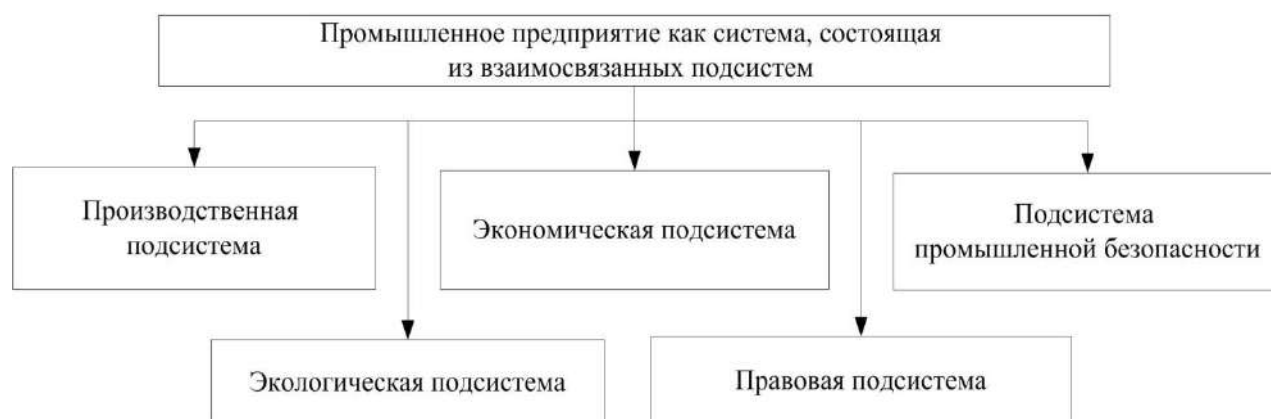 Промышленное предприятие как система, состоящая
из взаимосвязанных подсистем
Производственная
подсистема
Экономическая подсистема
Подсистема
промышленной безопасности
Экологическая подсистема
Правовая подсистема